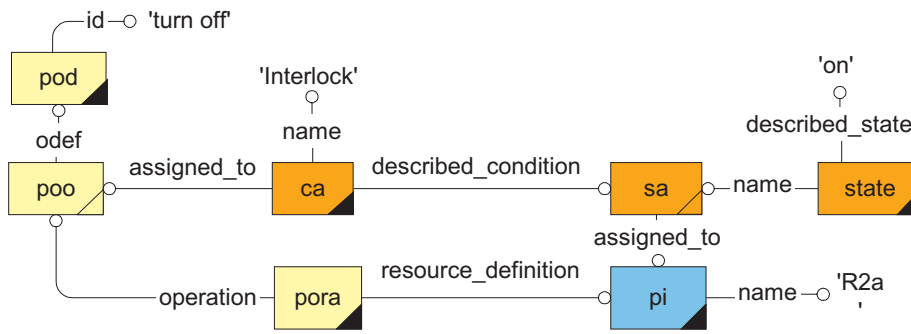 id 'turn off'
pod
'Interlock'
'on'
odef
name
described_state
poo
assigned_to
ca
described_condition
sa
name
state
assigned_to
operation
pora
resource_definition
pi
name
'R2a
'